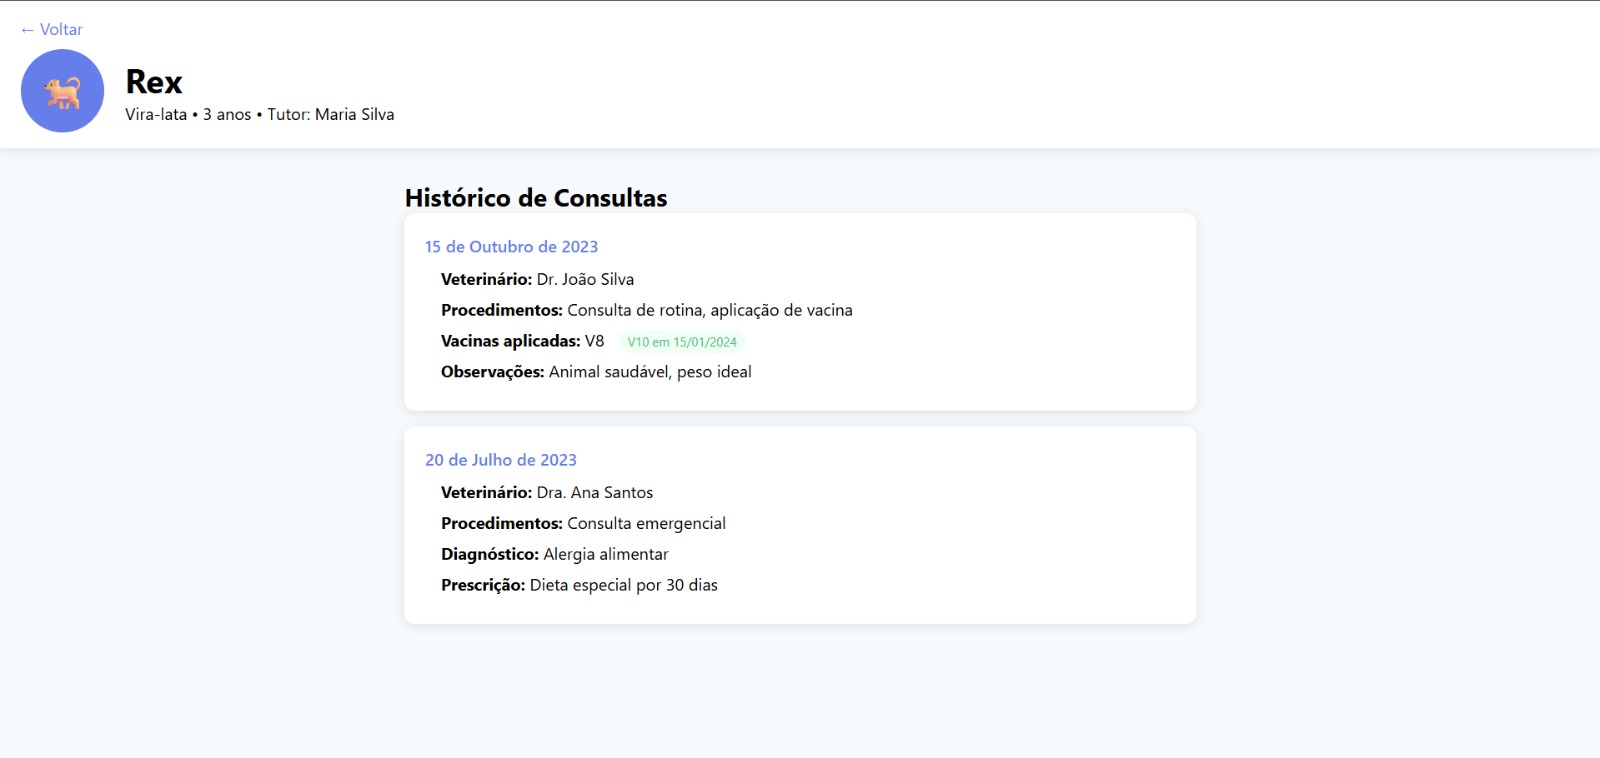 ← Voltar
Rex
Vira-lata • 3 anos • Tutor: Maria Silva
Histórico de Consultas
15 de Outubro de 2023
Veterinário: Dr. João Silva
Procedimentos: Consulta de rotina, aplicação de vacina
Vacinas aplicadas: V8 V10 em 15/01/2024
Observações: Animal saudável, peso ideal
20 de Julho de 2023
Veterinário: Dra. Ana Santos
Procedimentos: Consulta emergencial
Diagnóstico: Alergia alimentar
Prescrição: Dieta especial por 30 dias